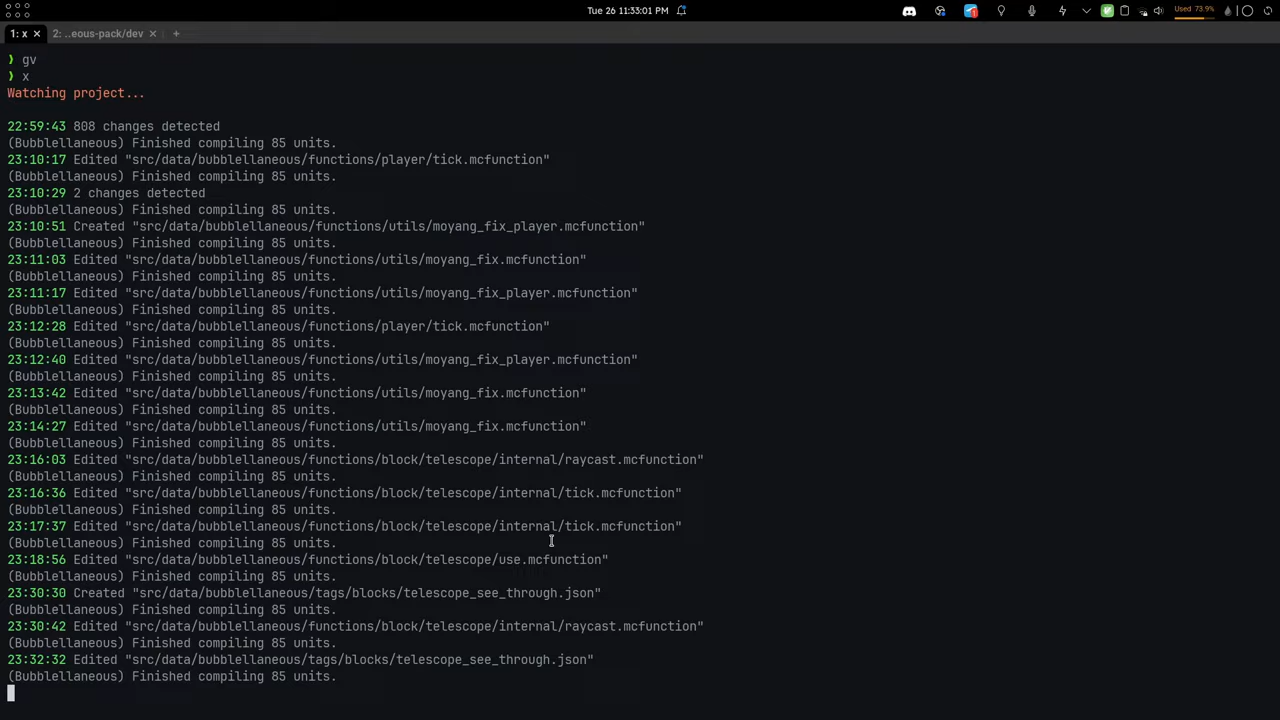 Tue 26 11:33:01 PM
Used 73.9%
1: x × 2: ..eous-pack/dev × +
❯ gv
❯ x
Watching project...
22:59:43 808 changes detected
(Bubblellaneous) Finished compiling 85 units.
23:10:17 Edited "src/data/bubblellaneous/functions/player/tick.mcfunction"
(Bubblellaneous) Finished compiling 85 units.
23:10:29 2 changes detected
(Bubblellaneous) Finished compiling 85 units.
23:10:51 Created "src/data/bubblellaneous/functions/utils/moyang_fix_player.mcfunction"
(Bubblellaneous) Finished compiling 85 units.
23:11:03 Edited "src/data/bubblellaneous/functions/utils/moyang_fix.mcfunction"
(Bubblellaneous) Finished compiling 85 units.
23:11:17 Edited "src/data/bubblellaneous/functions/utils/moyang_fix_player.mcfunction"
(Bubblellaneous) Finished compiling 85 units.
23:12:28 Edited "src/data/bubblellaneous/functions/player/tick.mcfunction"
(Bubblellaneous) Finished compiling 85 units.
23:12:40 Edited "src/data/bubblellaneous/functions/utils/moyang_fix_player.mcfunction"
(Bubblellaneous) Finished compiling 85 units.
23:13:42 Edited "src/data/bubblellaneous/functions/utils/moyang_fix.mcfunction"
(Bubblellaneous) Finished compiling 85 units.
23:14:27 Edited "src/data/bubblellaneous/functions/utils/moyang_fix.mcfunction"
(Bubblellaneous) Finished compiling 85 units.
23:16:03 Edited "src/data/bubblellaneous/functions/block/telescope/internal/raycast.mcfunction"
(Bubblellaneous) Finished compiling 85 units.
23:16:36 Edited "src/data/bubblellaneous/functions/block/telescope/internal/tick.mcfunction"
(Bubblellaneous) Finished compiling 85 units.
23:17:37 Edited "src/data/bubblellaneous/functions/block/telescope/internal/tick.mcfunction"
(Bubblellaneous) Finished compiling 85 units.
23:18:56 Edited "src/data/bubblellaneous/functions/block/telescope/use.mcfunction"
(Bubblellaneous) Finished compiling 85 units.
23:30:30 Created "src/data/bubblellaneous/tags/blocks/telescope_see_through.json"
(Bubblellaneous) Finished compiling 85 units.
23:30:42 Edited "src/data/bubblellaneous/functions/block/telescope/internal/raycast.mcfunction"
(Bubblellaneous) Finished compiling 85 units.
23:32:32 Edited "src/data/bubblellaneous/tags/blocks/telescope_see_through.json"
(Bubblellaneous) Finished compiling 85 units.